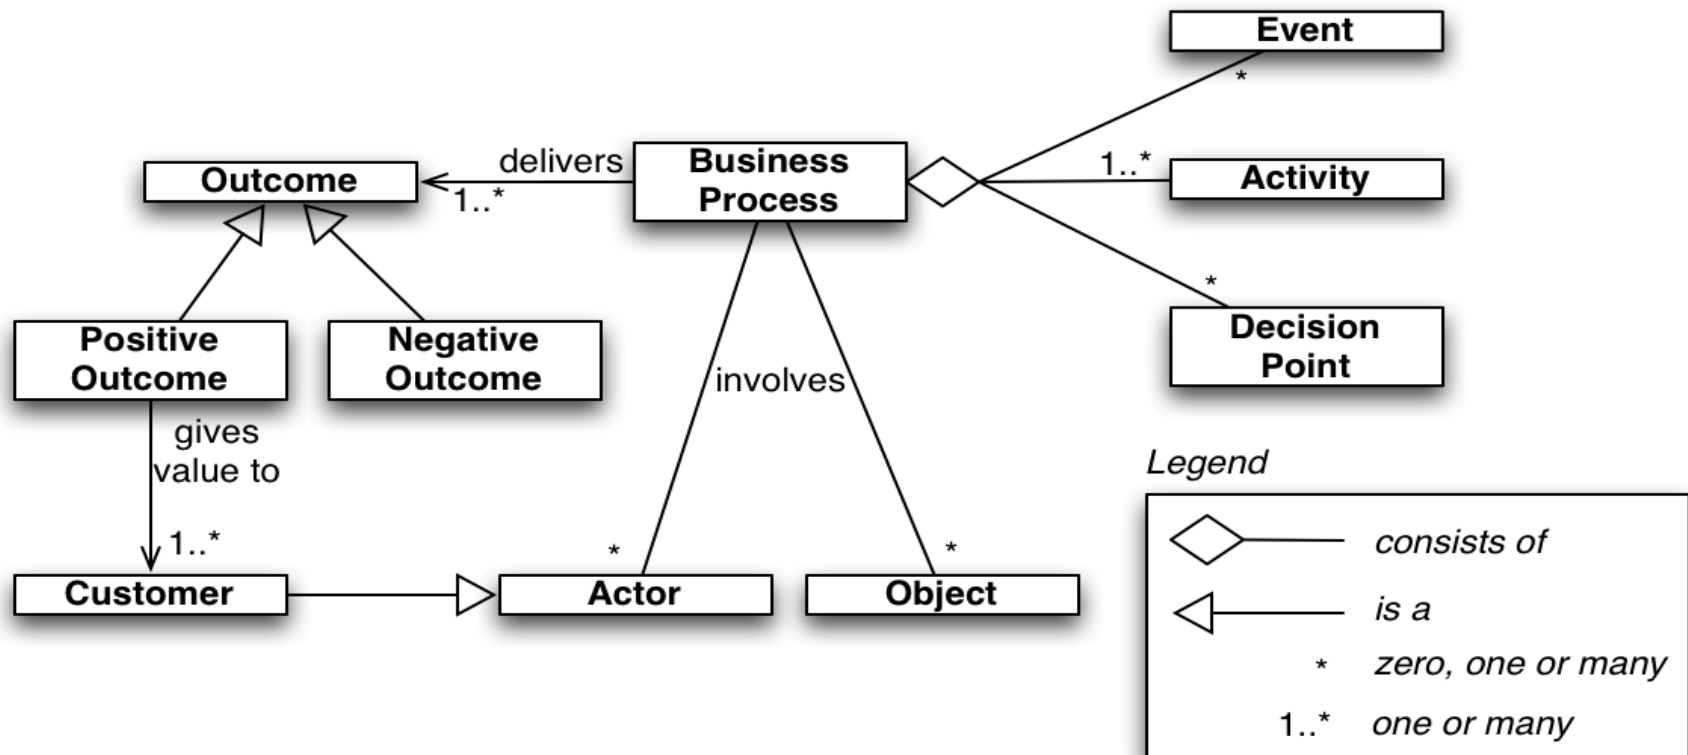 Event
*
delivers
Business
Process
1..*
Activity
Outcome
1..*
*
Positive
Outcome
Negative
Outcome
Decision
Point
involves
gives
value to
1..*
*
*
Customer
Actor
Object
Legend
consists of
is a
* zero, one or many
1..* one or many